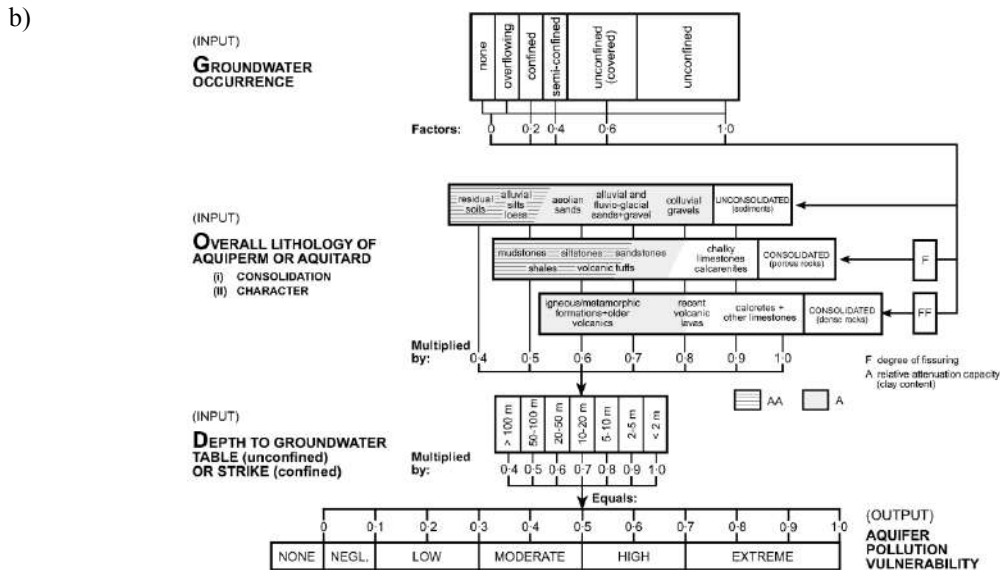 b)
(INPUT)
GROUNDWATER
OCCURRENCE
none
overflowing
confined
semi-confined
unconfined
(covered)
unconfined
Factors: 0 0·2 0·4 0·6 1·0
(INPUT)
OVERALL LITHOLOGY OF
AQUIPERM OR AQUITARD
(i) CONSOLIDATION
(II) CHARACTER
residual
soils
alluvial
silts
loess
aeolian
sands
alluvial and
fluvio-glacial
sands+gravel
colluvial
gravels
UNCONSOLIDATED
(sediments)
mudstones
siltstones
sandstones
shales
volcanic tuffs
chalky
limestones
calcarenites
CONSOLIDATED
(porous rocks)
F
igneous/metamorphic
formations+older
volcanics
recent
volcanic
lavas
calcretes +
other limestones
CONSOLIDATED
(dense rocks)
FF
Multiplied
by: 0·4 0·5 0·6 0·7 0·8 0·9 1·0
F degree of fissuring
A relative attenuation capacity
(clay content)
AA
A
(INPUT)
DEPTH TO GROUNDWATER
TABLE (unconfined)
OR STRIKE (confined)
> 100 m
50-100 m
20-50 m
10-20 m
5-10 m
2-5 m
< 2 m
Multiplied
by: 0·4 0·5 0·6 0·7 0·8 0·9 1·0
Equals:
0 0·1 0·2 0·3 0·4 0·5 0·6 0·7 0·8 0·9 1·0
NONE NEGL. LOW MODERATE HIGH EXTREME
(OUTPUT)
AQUIFER
POLLUTION
VULNERABILITY